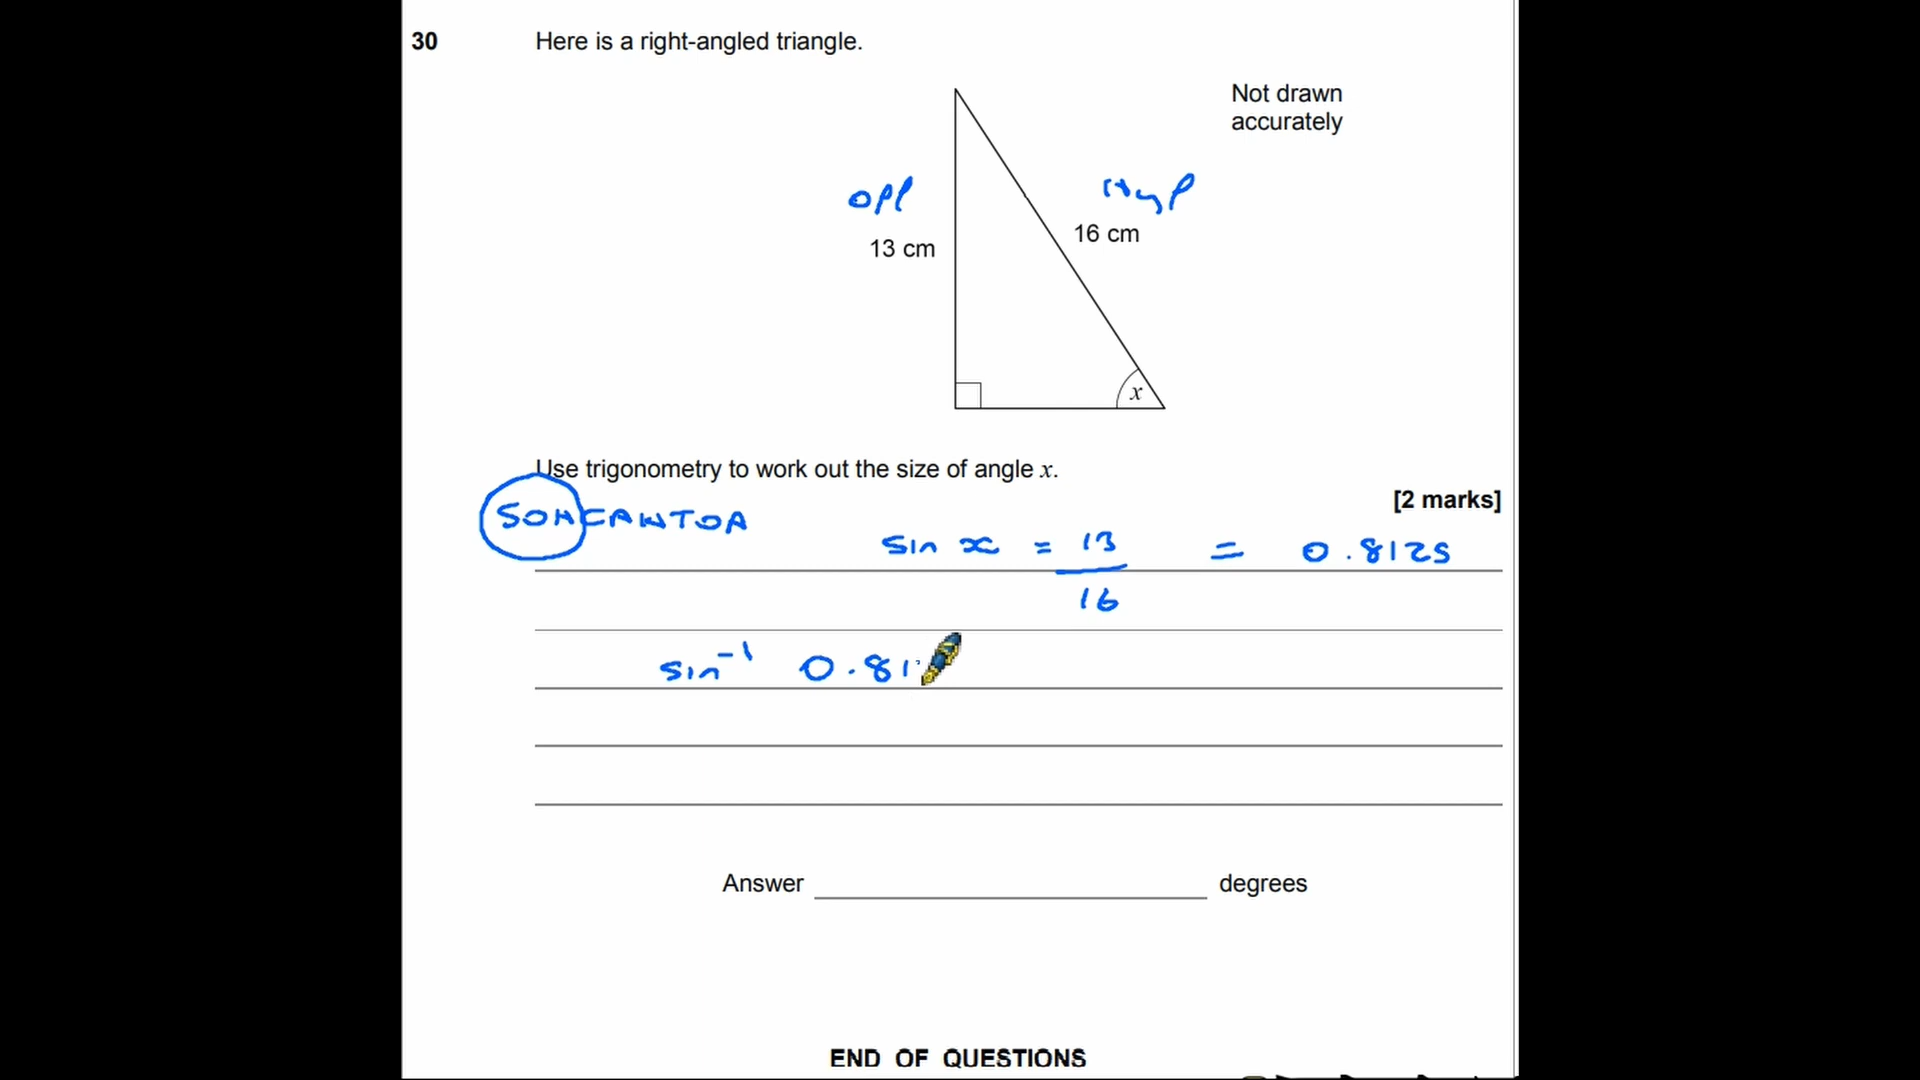 30 Here is a right-angled triangle.
Not drawn
accurately
opp
Hyp
13 cm
16 cm
x
Use trigonometry to work out the size of angle x.
[2 marks]
SOHCAHTOA
sin x = 13 = 0.8125
16
sin⁻¹ 0.81
Answer degrees
END OF QUESTIONS